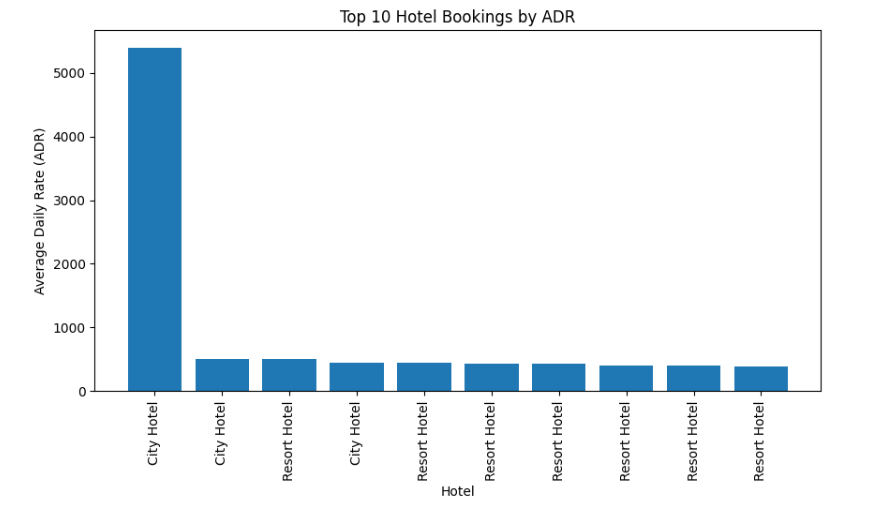 Top 10 Hotel Bookings by ADR
Average Daily Rate (ADR)
5000
4000
3000
2000
1000
0
City Hotel
City Hotel
Resort Hotel
City Hotel
Resort Hotel
Resort Hotel
Resort Hotel
Resort Hotel
Resort Hotel
Resort Hotel
Hotel